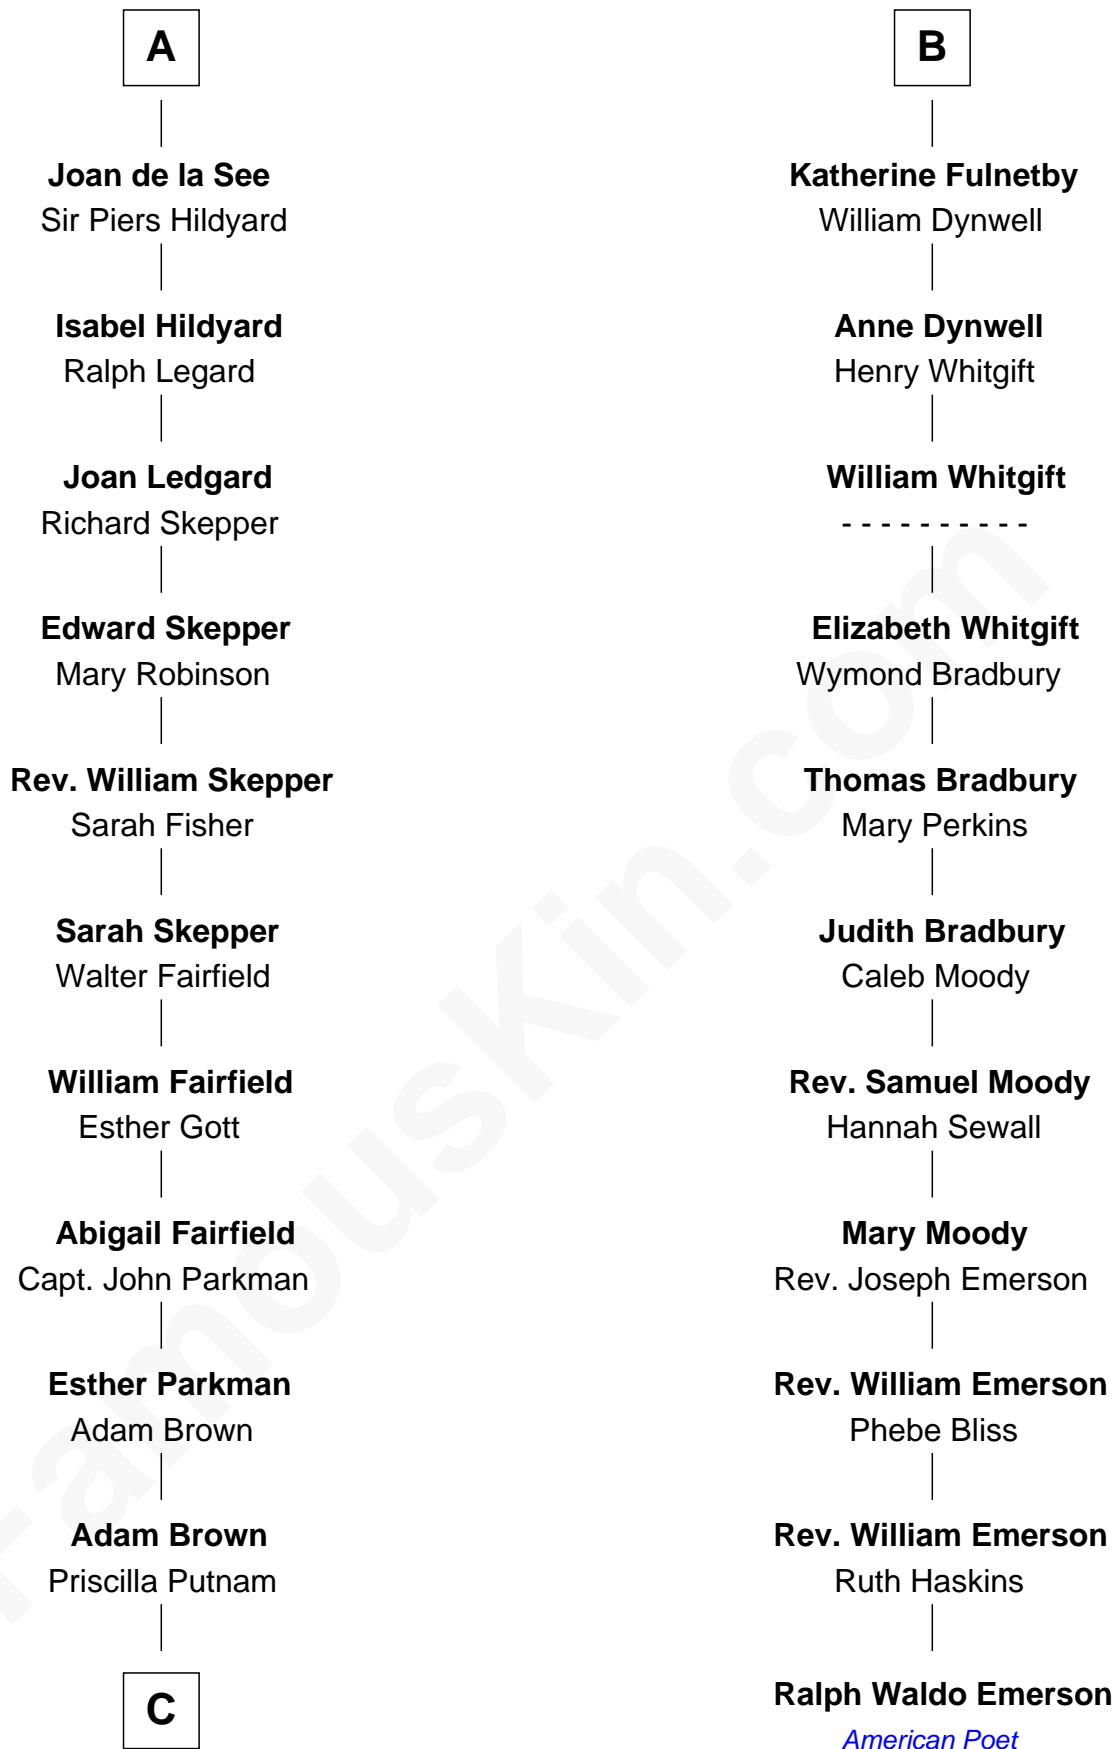 A
Joan de la See
Sir Piers Hildyard
Isabel Hildyard
Ralph Legard
Joan Ledgard
Richard Skepper
Edward Skepper
Mary Robinson
Rev. William Skepper
Sarah Fisher
Sarah Skepper
Walter Fairfield
William Fairfield
Esther Gott
Abigail Fairfield
Capt. John Parkman
Esther Parkman
Adam Brown
Adam Brown
Priscilla Putnam
C
B
Katherine Fulnetby
William Dynwell
Anne Dynwell
Henry Whitgift
William Whitgift
- - - - - - - - - -
Elizabeth Whitgift
Wymond Bradbury
Thomas Bradbury
Mary Perkins
Judith Bradbury
Caleb Moody
Rev. Samuel Moody
Hannah Sewall
Mary Moody
Rev. Joseph Emerson
Rev. William Emerson
Phebe Bliss
Rev. William Emerson
Ruth Haskins
Ralph Waldo Emerson
American Poet
FamousKin.com